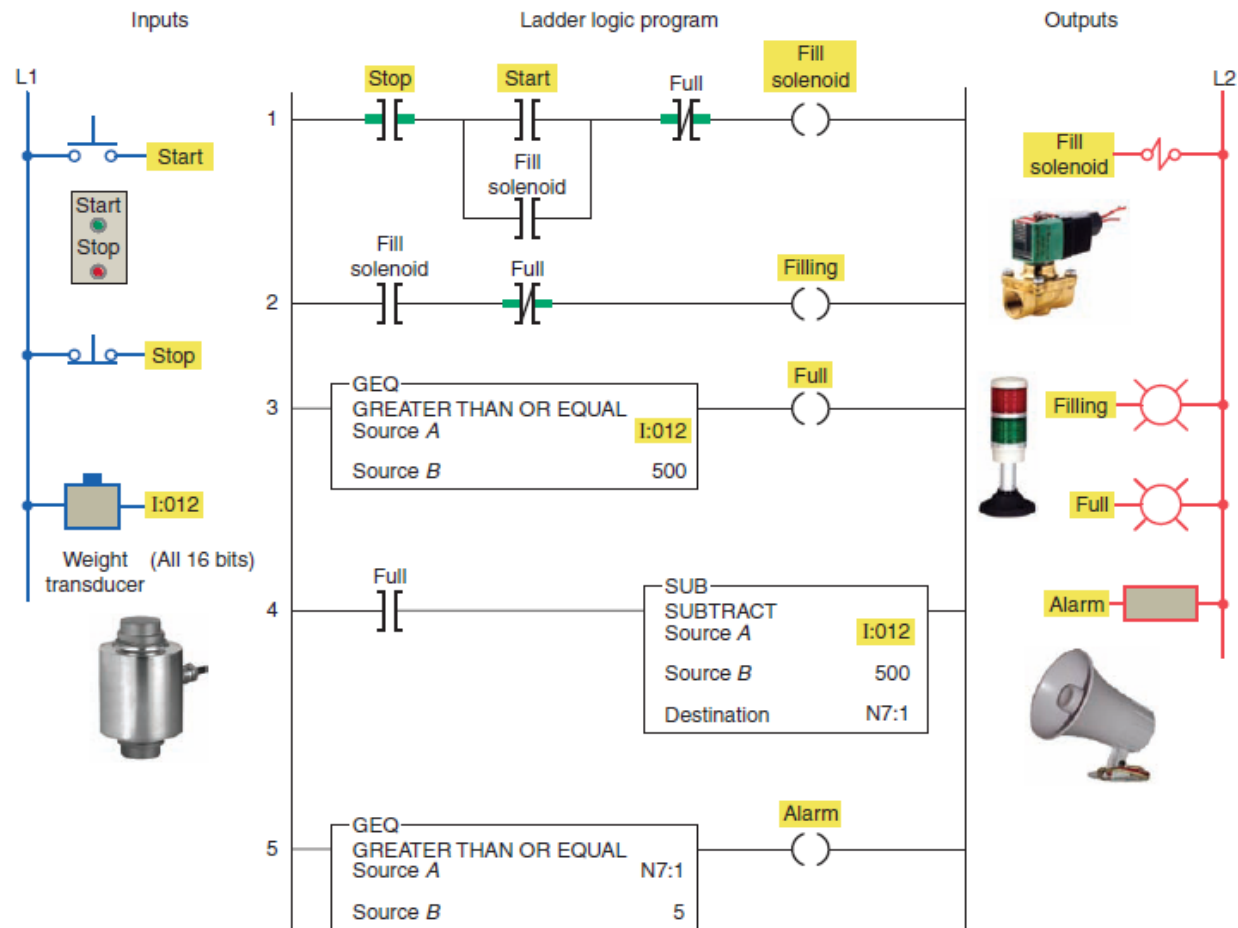 Inputs
Ladder logic program
Outputs
L1
L2
Start
Start
Stop
Stop
I:012
Weight transducer
(All 16 bits)
1
Stop
Start
Full
Fill solenoid
Fill solenoid
2
Fill solenoid
Full
Filling
3
GEQ
GREATER THAN OR EQUAL
Source A I:012
Source B 500
Full
4
Full
SUB
SUBTRACT
Source A I:012
Source B 500
Destination N7:1
5
GEQ
GREATER THAN OR EQUAL
Source A N7:1
Source B 5
Alarm
Fill solenoid
Filling
Full
Alarm